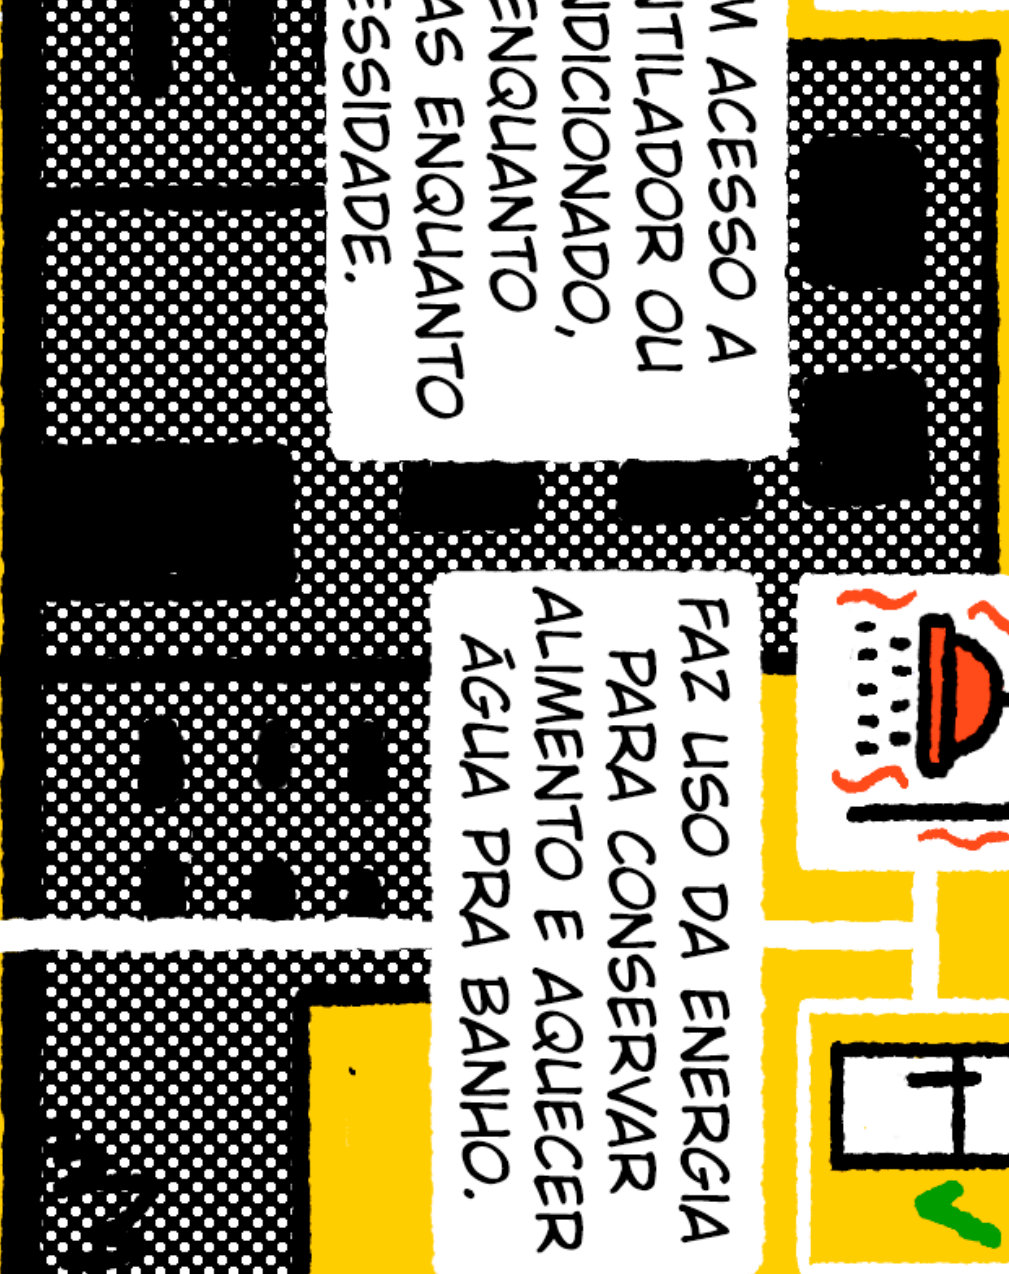 M ACESSO A
NTILADOR OU
NDICIONADO,
ENQUANTO
AS ENQUANTO
ESSIDADE.
FAZ USO DA ENERGIA
PARA CONSERVAR
ALIMENTO E AQUECER
ÁGUA PRA BANHO.